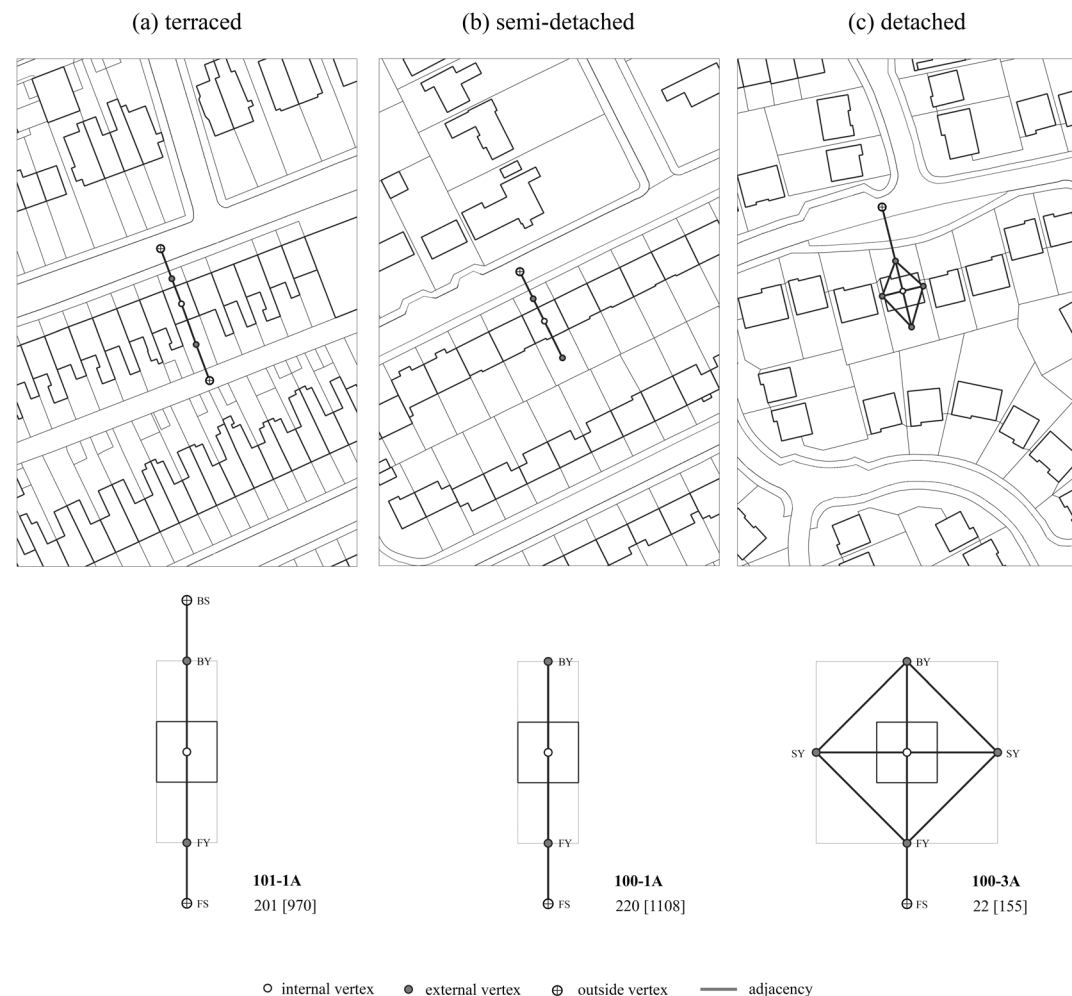 (a) terraced
(b) semi-detached
(c) detached
BS
BY
FY
FS
101-1A
201 [970]
BY
FY
FS
100-1A
220 [1108]
BY
SY
SY
FY
FS
100-3A
22 [155]
internal vertex
external vertex
outside vertex
adjacency